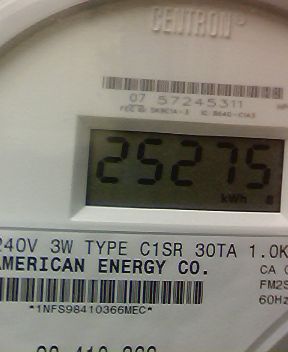 CENTRON
07 57245311
25275
kWh
240V 3W TYPE C1SR 30TA 1.0K
AMERICAN ENERGY CO.
CA
FM2S
60Hz
*1NFS98410366MEC*